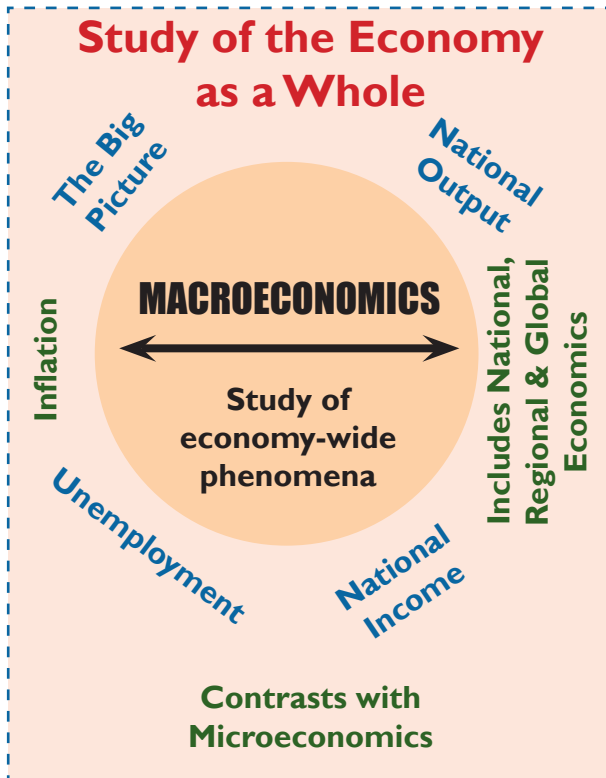 Study of the Economy
as a Whole
The Big
Picture
National
Output
MACROECONOMICS
Study of
economy-wide
phenomena
Inflation
Includes National,
Regional & Global
Economics
Unemployment
National
Income
Contrasts with
Microeconomics